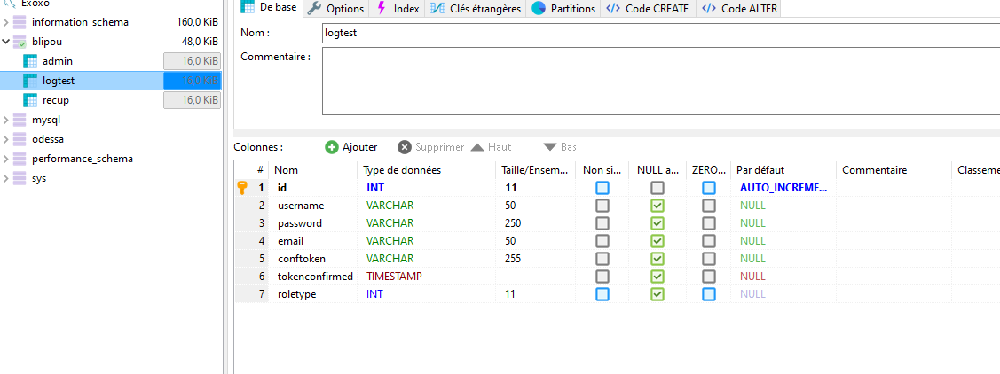 Exoxo
information_schema 160,0 KiB
blipou 48,0 KiB
admin 16,0 KiB
logtest 16,0 KiB
recup 16,0 KiB
mysql
odessa
performance_schema
sys
De base Options Index Clés étrangères Partitions Code CREATE Code ALTER
Nom : logtest
Commentaire :
Colonnes : Ajouter Supprimer Haut Bas
# Nom Type de données Taille/Ensem... Non si... NULL a... ZERO... Par défaut Commentaire Classeme
1 id INT 11 AUTO_INCREME...
2 username VARCHAR 50 NULL
3 password VARCHAR 250 NULL
4 email VARCHAR 50 NULL
5 conftoken VARCHAR 255 NULL
6 tokenconfirmed TIMESTAMP NULL
7 roletype INT 11 NULL